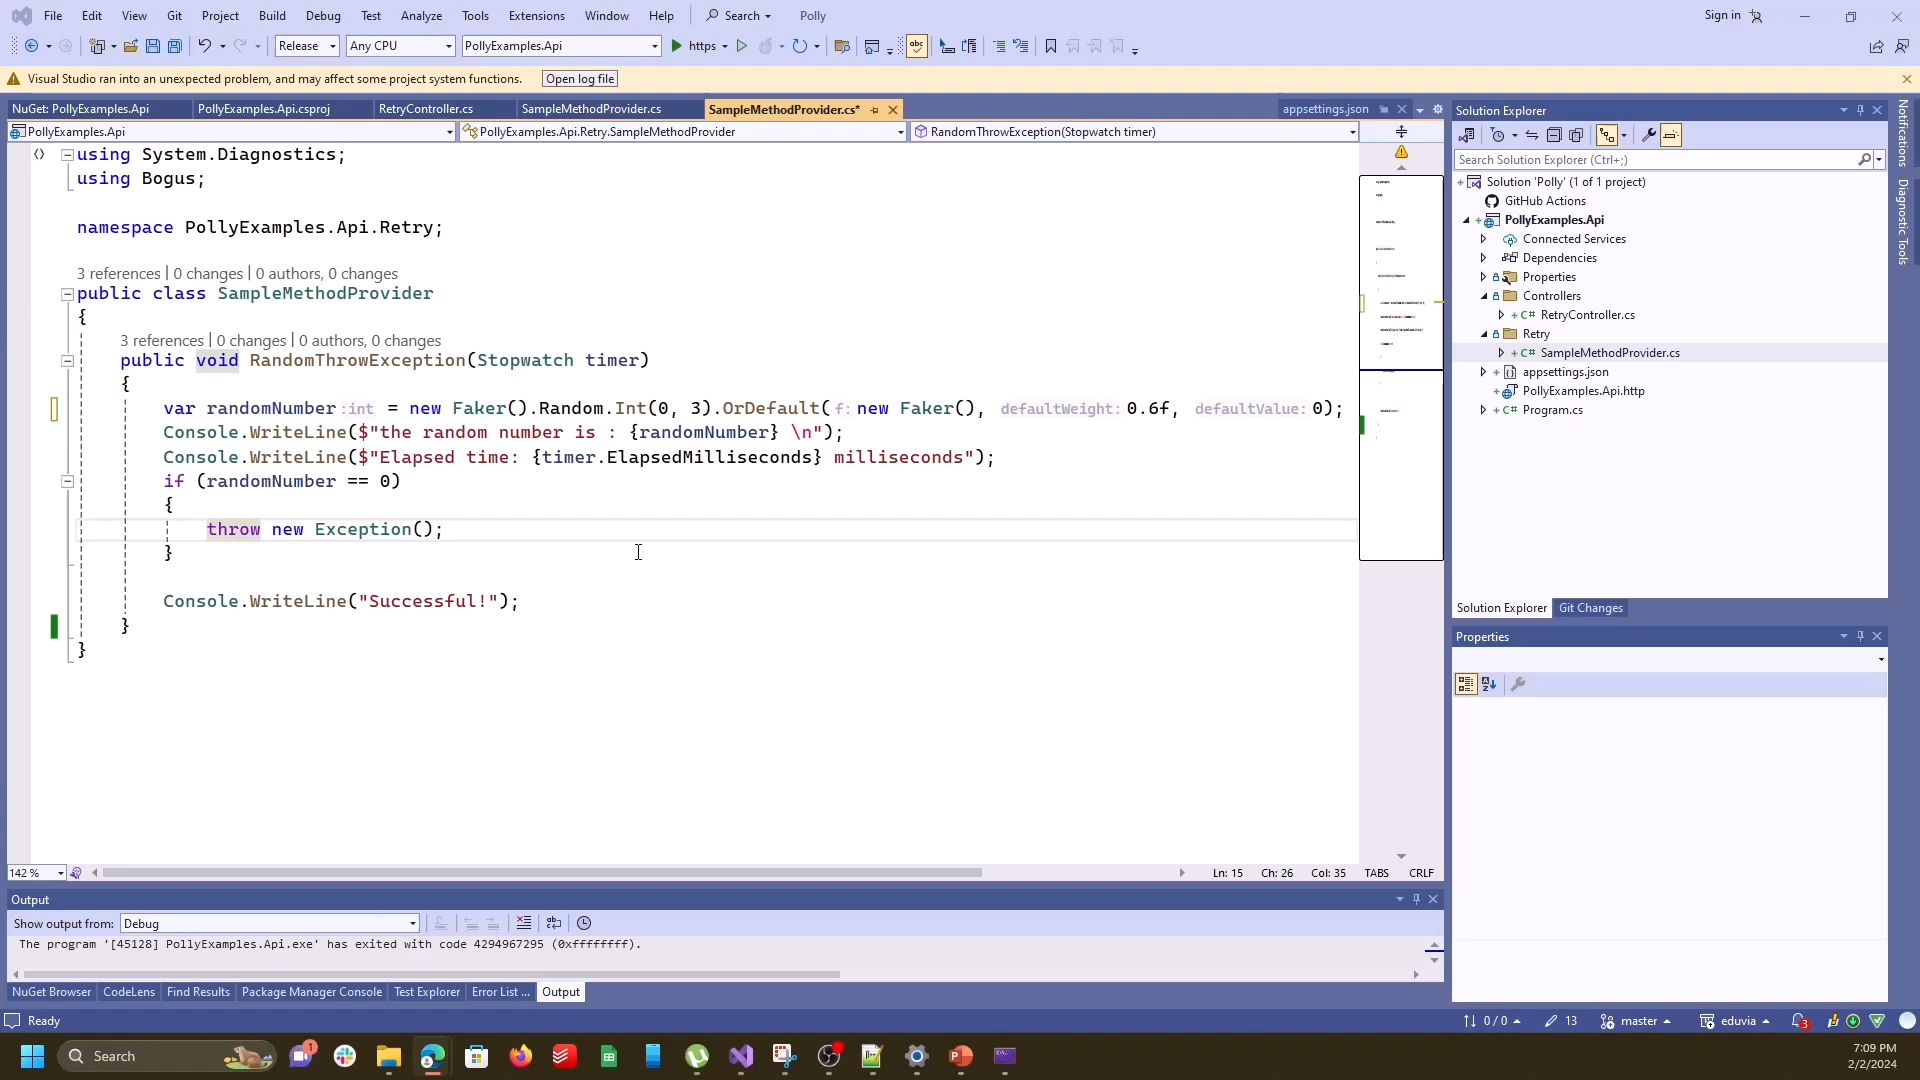 File Edit View Git Project Build Debug Test Analyze Tools Extensions Window Help Search Polly Sign in
Release Any CPU PollyExamples.Api https abc
Visual Studio ran into an unexpected problem, and may affect some project system functions. Open log file
NuGet: PollyExamples.Api PollyExamples.Api.csproj RetryController.cs SampleMethodProvider.cs SampleMethodProvider.cs* appsettings.json
PollyExamples.Api PollyExamples.Api.Retry.SampleMethodProvider RandomThrowException(Stopwatch timer)
using System.Diagnostics;
using Bogus;
namespace PollyExamples.Api.Retry;
3 references | 0 changes | 0 authors, 0 changes
public class SampleMethodProvider
{
3 references | 0 changes | 0 authors, 0 changes
public void RandomThrowException(Stopwatch timer)
{
var randomNumber:int = new Faker().Random.Int(0, 3).OrDefault(f:new Faker(), defaultWeight:0.6f, defaultValue:0);
Console.WriteLine($"the random number is : {randomNumber} \n");
Console.WriteLine($"Elapsed time: {timer.ElapsedMilliseconds} milliseconds");
if (randomNumber == 0)
{
throw new Exception();
}
Console.WriteLine("Successful!");
}
}
142 % Ln: 15 Ch: 26 Col: 35 TABS CRLF
Output
Show output from: Debug
The program '[45128] PollyExamples.Api.exe' has exited with code 4294967295 (0xffffffff).
NuGet Browser CodeLens Find Results Package Manager Console Test Explorer Error List ... Output
Solution Explorer
Search Solution Explorer (Ctrl+;)
Solution 'Polly' (1 of 1 project)
GitHub Actions
PollyExamples.Api
Connected Services
Dependencies
Properties
Controllers
C# RetryController.cs
Retry
C# SampleMethodProvider.cs
appsettings.json
PollyExamples.Api.http
C# Program.cs
Solution Explorer Git Changes
Properties
Notifications
Diagnostic Tools
Ready 0 / 0 13 master eduvia 3
Search 1
7:09 PM
2/2/2024